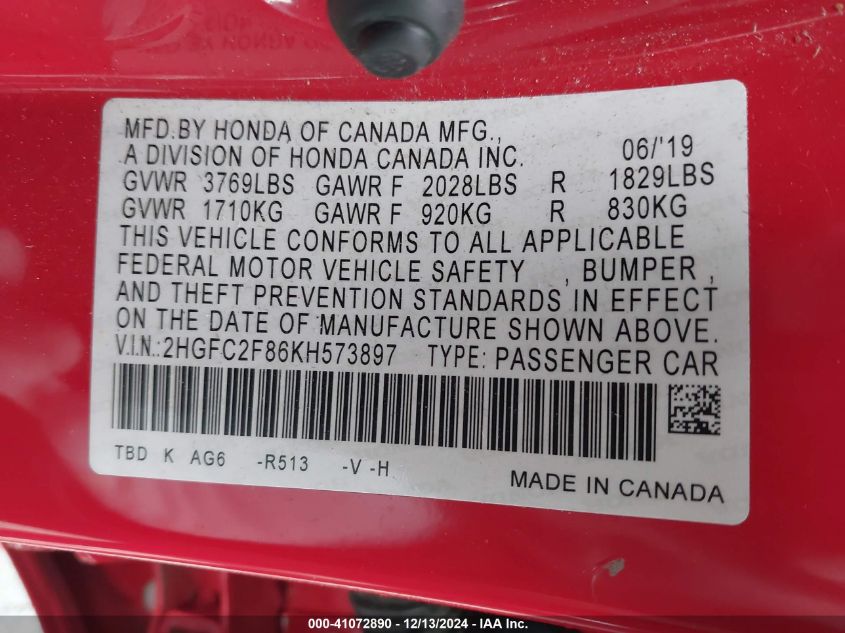 MFD.BY HONDA OF CANADA MFG.,
A DIVISION OF HONDA CANADA INC. 06/'19
GVWR 3769LBS GAWR F 2028LBS R 1829LBS
GVWR 1710KG GAWR F 920KG R 830KG
THIS VEHICLE CONFORMS TO ALL APPLICABLE
FEDERAL MOTOR VEHICLE SAFETY , BUMPER ,
AND THEFT PREVENTION STANDARDS IN EFFECT
ON THE DATE OF MANUFACTURE SHOWN ABOVE.
V.I.N.:2HGFC2F86KH573897 TYPE: PASSENGER CAR
TBD K AG6 -R513 -V -H
MADE IN CANADA
000-41072890 - 12/13/2024 - IAA Inc.